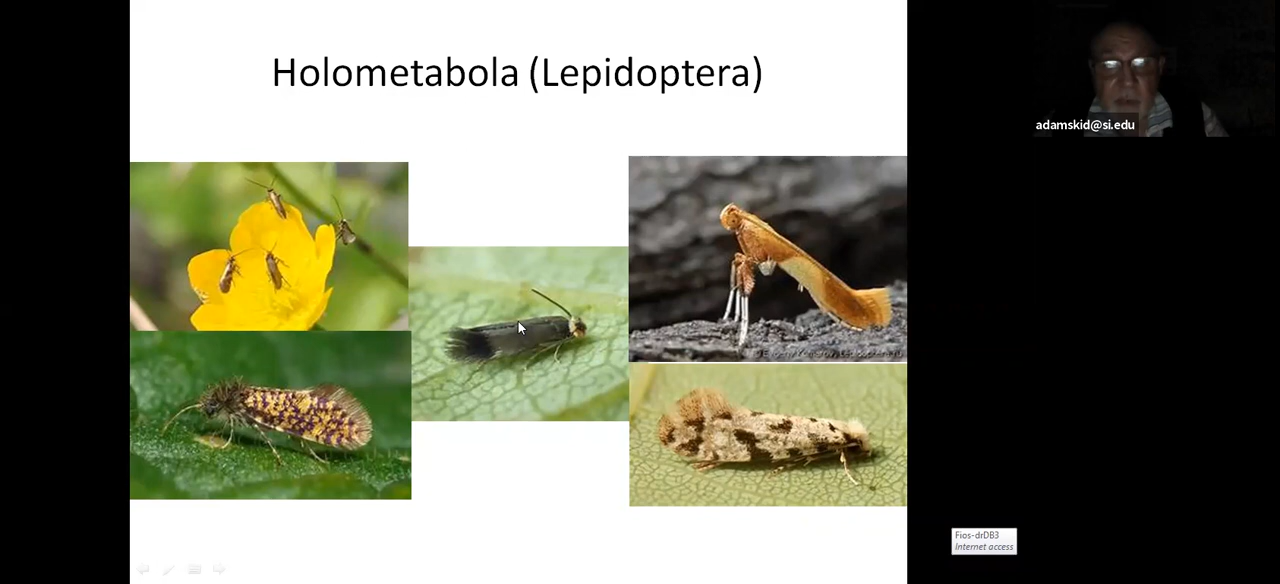 Holometabola (Lepidoptera)
adamskid@si.edu
Fios-drDB3
Internet access